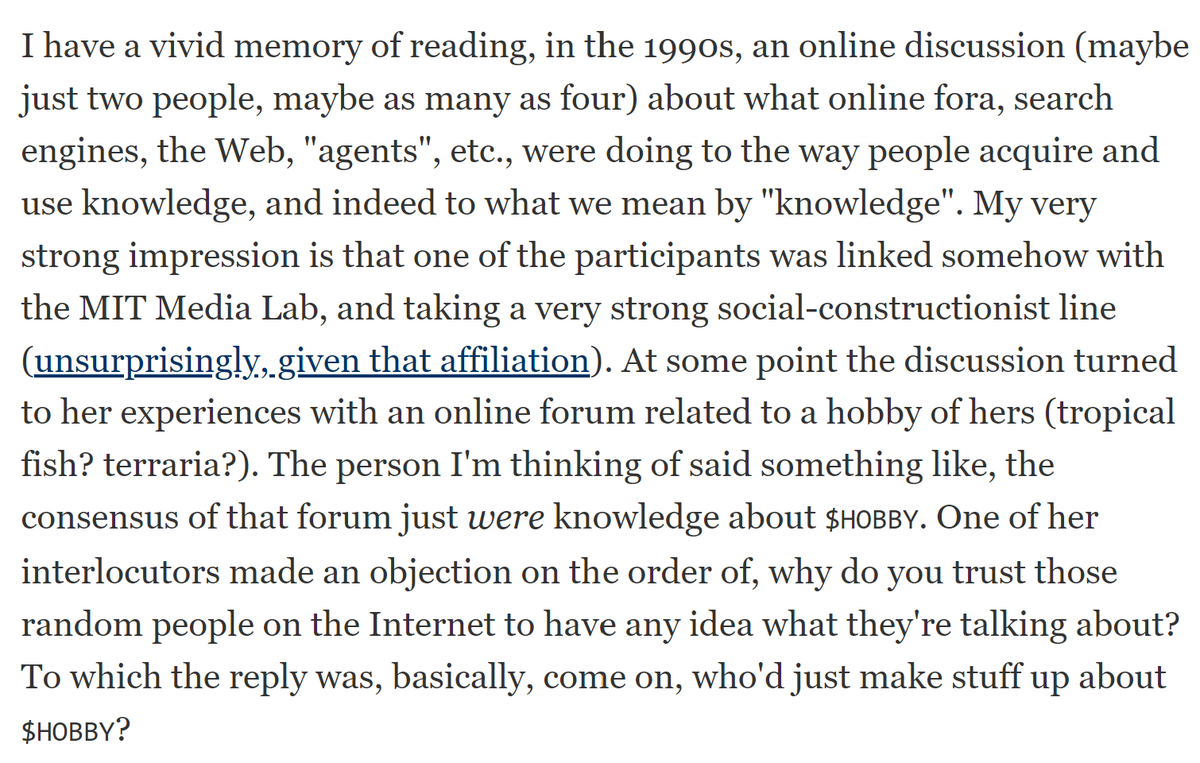 I have a vivid memory of reading, in the 1990s, an online discussion (maybe
just two people, maybe as many as four) about what online fora, search
engines, the Web, "agents", etc., were doing to the way people acquire and
use knowledge, and indeed to what we mean by "knowledge". My very
strong impression is that one of the participants was linked somehow with
the MIT Media Lab, and taking a very strong social-constructionist line
(unsurprisingly, given that affiliation). At some point the discussion turned
to her experiences with an online forum related to a hobby of hers (tropical
fish? terraria?). The person I'm thinking of said something like, the
consensus of that forum just were knowledge about $HOBBY. One of her
interlocutors made an objection on the order of, why do you trust those
random people on the Internet to have any idea what they're talking about?
To which the reply was, basically, come on, who'd just make stuff up about
$HOBBY?